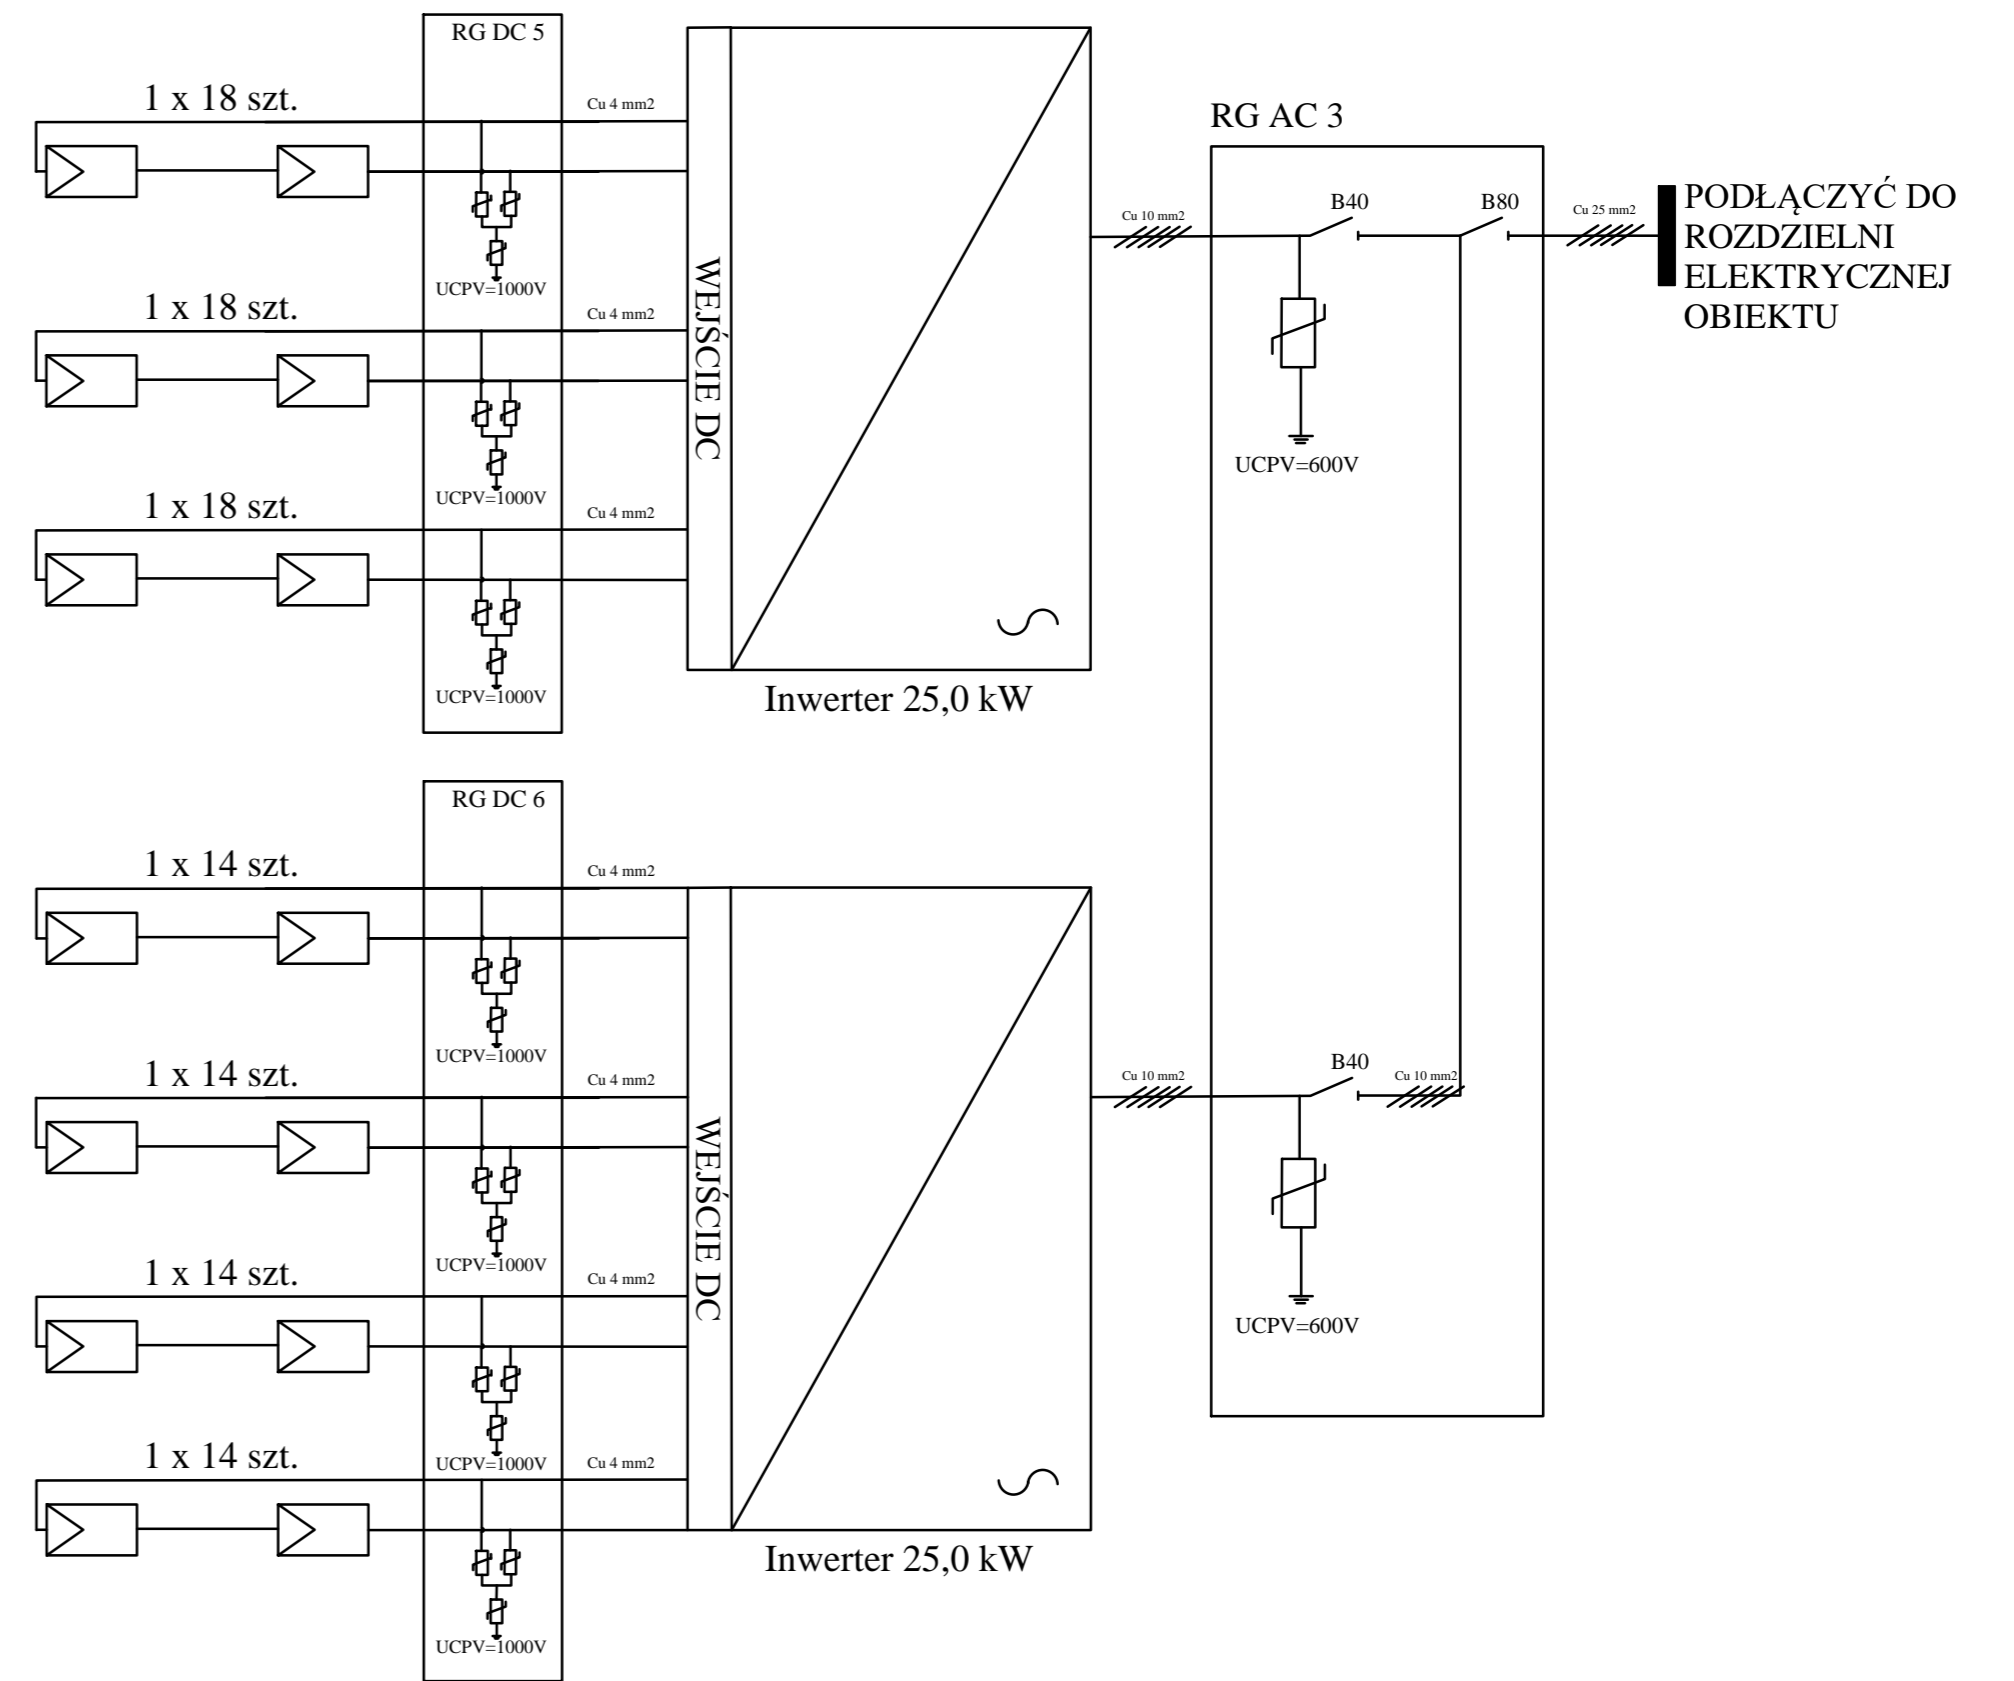 RG DC 5
1 x 18 szt.
Cu 4 mm2
UCPV=1000V
1 x 18 szt.
Cu 4 mm2
UCPV=1000V
1 x 18 szt.
Cu 4 mm2
UCPV=1000V
WEJŚCIE DC
Inwerter 25,0 kW
RG AC 3
Cu 10 mm2
B40
B80
Cu 25 mm2
PODŁĄCZYĆ DO
ROZDZIELNI
ELEKTRYCZNEJ
OBIEKTU
UCPV=600V
RG DC 6
1 x 14 szt.
Cu 4 mm2
UCPV=1000V
1 x 14 szt.
Cu 4 mm2
UCPV=1000V
1 x 14 szt.
Cu 4 mm2
UCPV=1000V
1 x 14 szt.
Cu 4 mm2
UCPV=1000V
WEJŚCIE DC
Inwerter 25,0 kW
Cu 10 mm2
B40
Cu 10 mm2
UCPV=600V